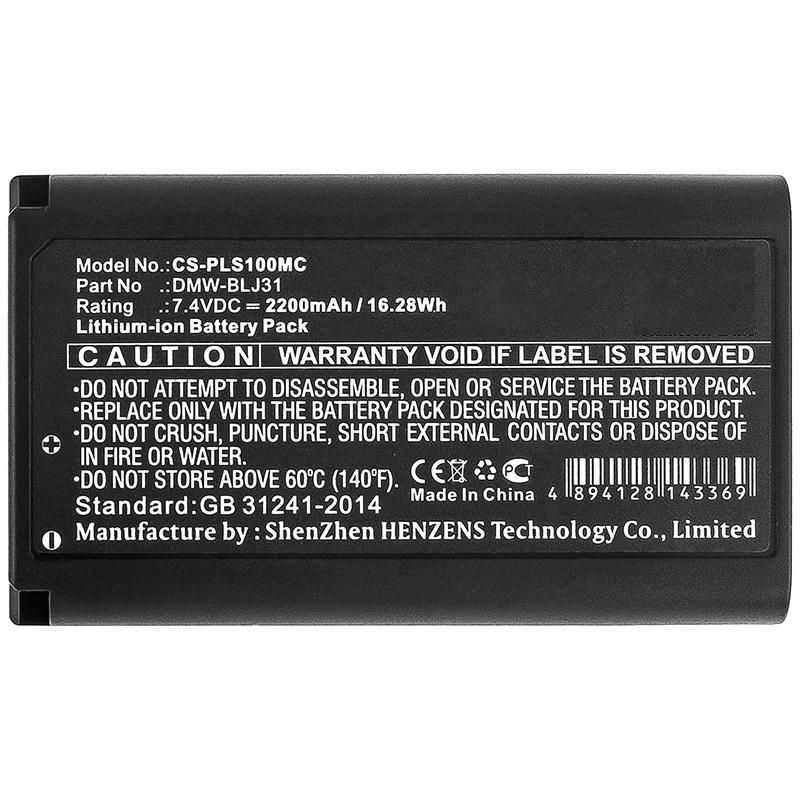 Model No.:CS-PLS100MC
Part No .:DMW-BLJ31
Rating :7.4VDC ⎓ 2200mAh / 16.28Wh
Lithium-ion Battery Pack
CAUTION WARRANTY VOID IF LABEL IS REMOVED
•DO NOT ATTEMPT TO DISASSEMBLE, OPEN OR SERVICE THE BATTERY PACK.
•REPLACE ONLY WITH THE BATTERY PACK DESIGNATED FOR THIS PRODUCT.
•DO NOT CRUSH, PUNCTURE, SHORT EXTERNAL CONTACTS OR DISPOSE OF
IN FIRE OR WATER.
•DO NOT STORE ABOVE 60ºC (140ºF).
CE PCT
Made In China
4 894128 143369
Standard:GB 31241-2014
Manufacture by : ShenZhen HENZENS Technology Co., Limited